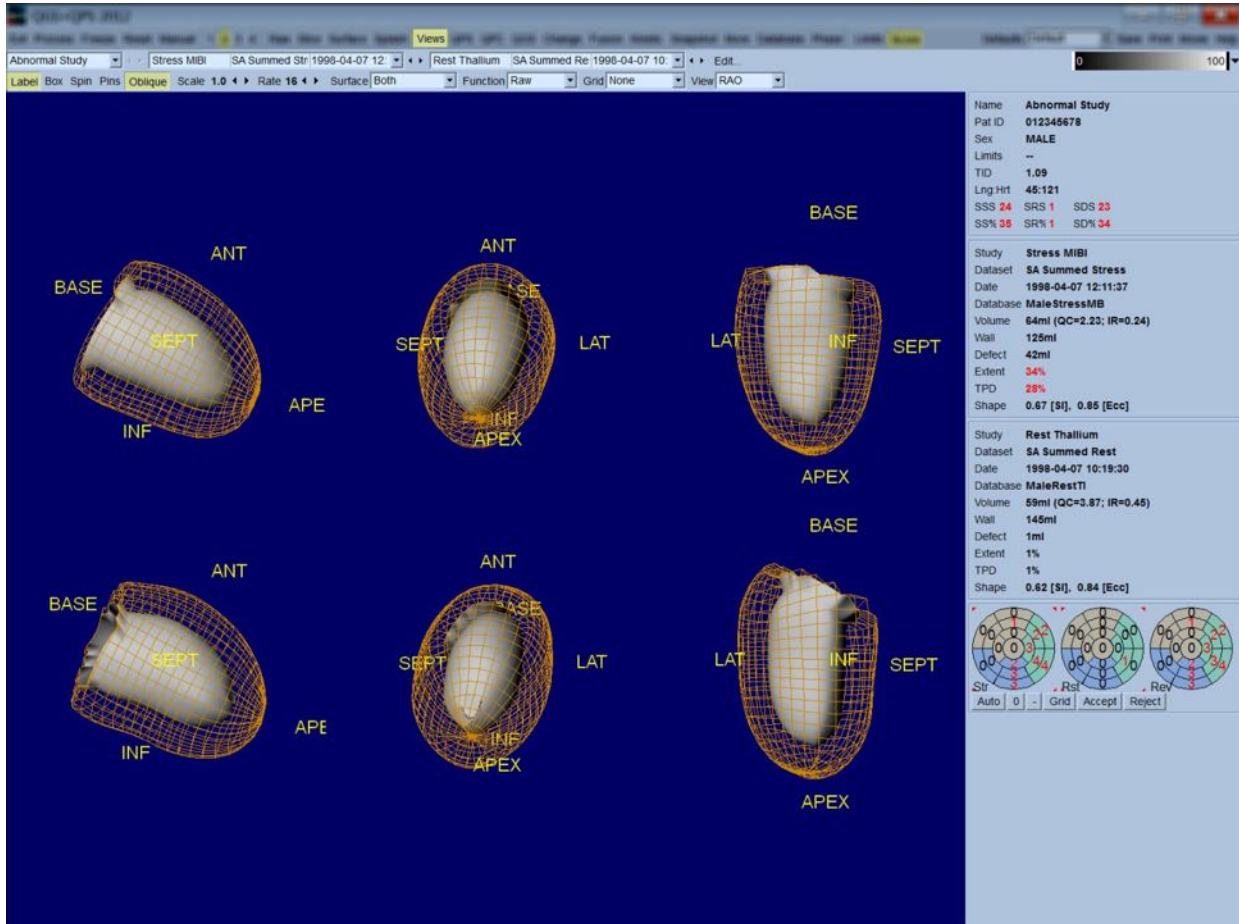 QGS+QPS 2012
Views
Abnormal Study Stress MIBI SA Summed Str 1998-04-07 12: Rest Thallium SA Summed Re 1998-04-07 10: Edit...
0 100
Label Box Spin Pins Oblique Scale 1.0 Rate 16 Surface Both Function Raw Grid None View RAO
Name Abnormal Study
Pat ID 012345678
Sex MALE
Limits --
TID 1.09
Lng:Hrt 45:121
SSS 24 SRS 1 SDS 23
SS% 35 SR% 1 SD% 34
Study Stress MIBI
Dataset SA Summed Stress
Date 1998-04-07 12:11:37
Database MaleStressMB
Volume 64ml (QC=2.23; IR=0.24)
Wall 125ml
Defect 42ml
Extent 34%
TPD 28%
Shape 0.67 [SI], 0.85 [Ecc]
Study Rest Thallium
Dataset SA Summed Rest
Date 1998-04-07 10:19:30
Database MaleRestTl
Volume 59ml (QC=3.87; IR=0.45)
Wall 145ml
Defect 1ml
Extent 1%
TPD 1%
Shape 0.62 [SI], 0.84 [Ecc]
Str Rst Rev
Auto 0 - Grid Accept Reject
ANT
BASE
SEPT
APE
INF
ANT
SEPT
LAT
INF
APEX
BASE
LAT
INF
SEPT
APEX
ANT
BASE
SEPT
APE
INF
ANT
BASE
SEPT
LAT
INF
APEX
BASE
LAT
INF
SEPT
APEX